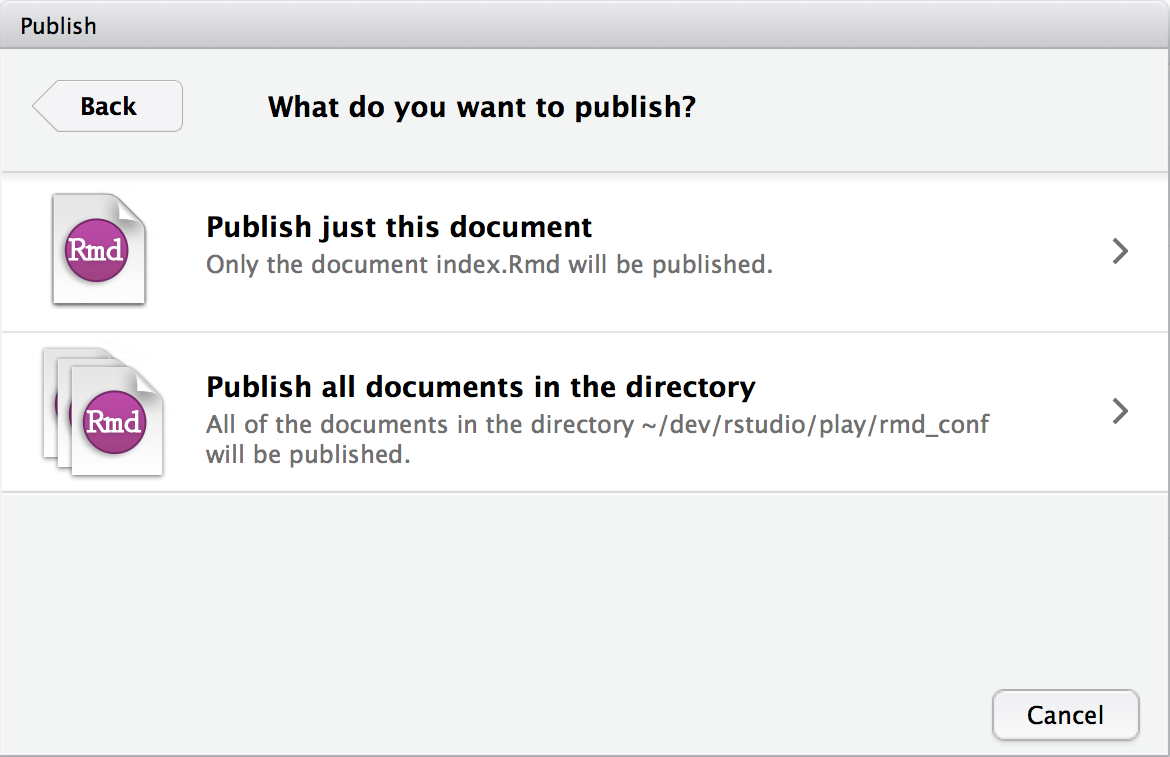 Publish
Back
What do you want to publish?
Rmd
Publish just this document
Only the document index.Rmd will be published.
Rmd
Publish all documents in the directory
All of the documents in the directory ~/dev/rstudio/play/rmd_conf
will be published.
Cancel